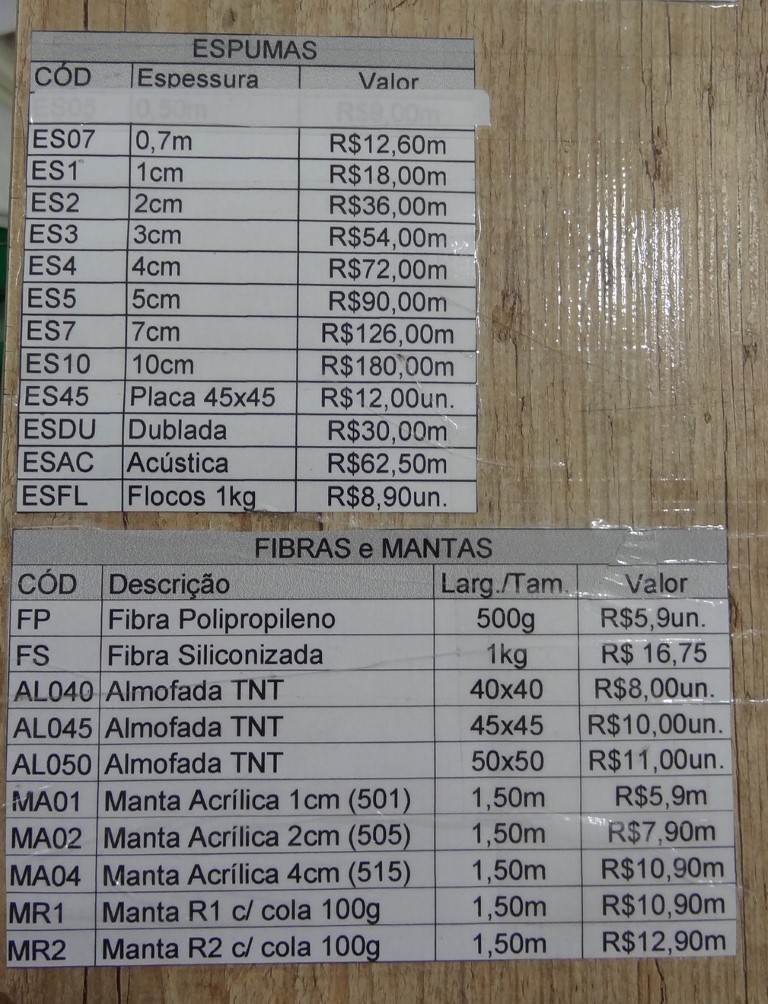 ESPUMAS
CÓD Espessura Valor
ES05 0,50m R$9,00m
ES07 0,7m R$12,60m
ES1 1cm R$18,00m
ES2 2cm R$36,00m
ES3 3cm R$54,00m
ES4 4cm R$72,00m
ES5 5cm R$90,00m
ES7 7cm R$126,00m
ES10 10cm R$180,00m
ES45 Placa 45x45 R$12,00un.
ESDU Dublada R$30,00m
ESAC Acústica R$62,50m
ESFL Flocos 1kg R$8,90un.
FIBRAS e MANTAS
CÓD Descrição Larg./Tam. Valor
FP Fibra Polipropileno 500g R$5,9un.
FS Fibra Siliconizada 1kg R$ 16,75
AL040 Almofada TNT 40x40 R$8,00un.
AL045 Almofada TNT 45x45 R$10,00un.
AL050 Almofada TNT 50x50 R$11,00un.
MA01 Manta Acrílica 1cm (501) 1,50m R$5,9m
MA02 Manta Acrílica 2cm (505) 1,50m R$7,90m
MA04 Manta Acrílica 4cm (515) 1,50m R$10,90m
MR1 Manta R1 c/ cola 100g 1,50m R$10,90m
MR2 Manta R2 c/ cola 100g 1,50m R$12,90m